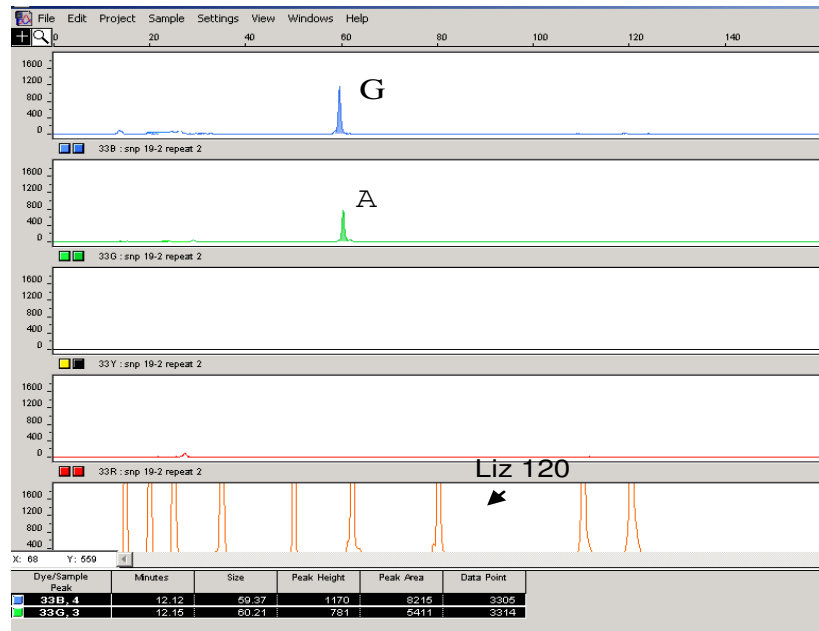 File Edit Project Sample Settings View Windows Help
0 20 40 60 80 100 120 140
1600
1200
800
400
0
G
33B : snp 19-2 repeat 2
1600
1200
800
400
0
A
33G : snp 19-2 repeat 2
1600
1200
800
400
0
33Y : snp 19-2 repeat 2
1600
1200
800
400
0
33R : snp 19-2 repeat 2
Liz 120
1600
1200
800
400
X: 68 Y: 559
Dye/Sample Peak Minutes Size Peak Height Peak Area Data Point
33B, 4 12.12 59.37 1170 8215 3305
33G, 3 12.15 60.21 781 5411 3314